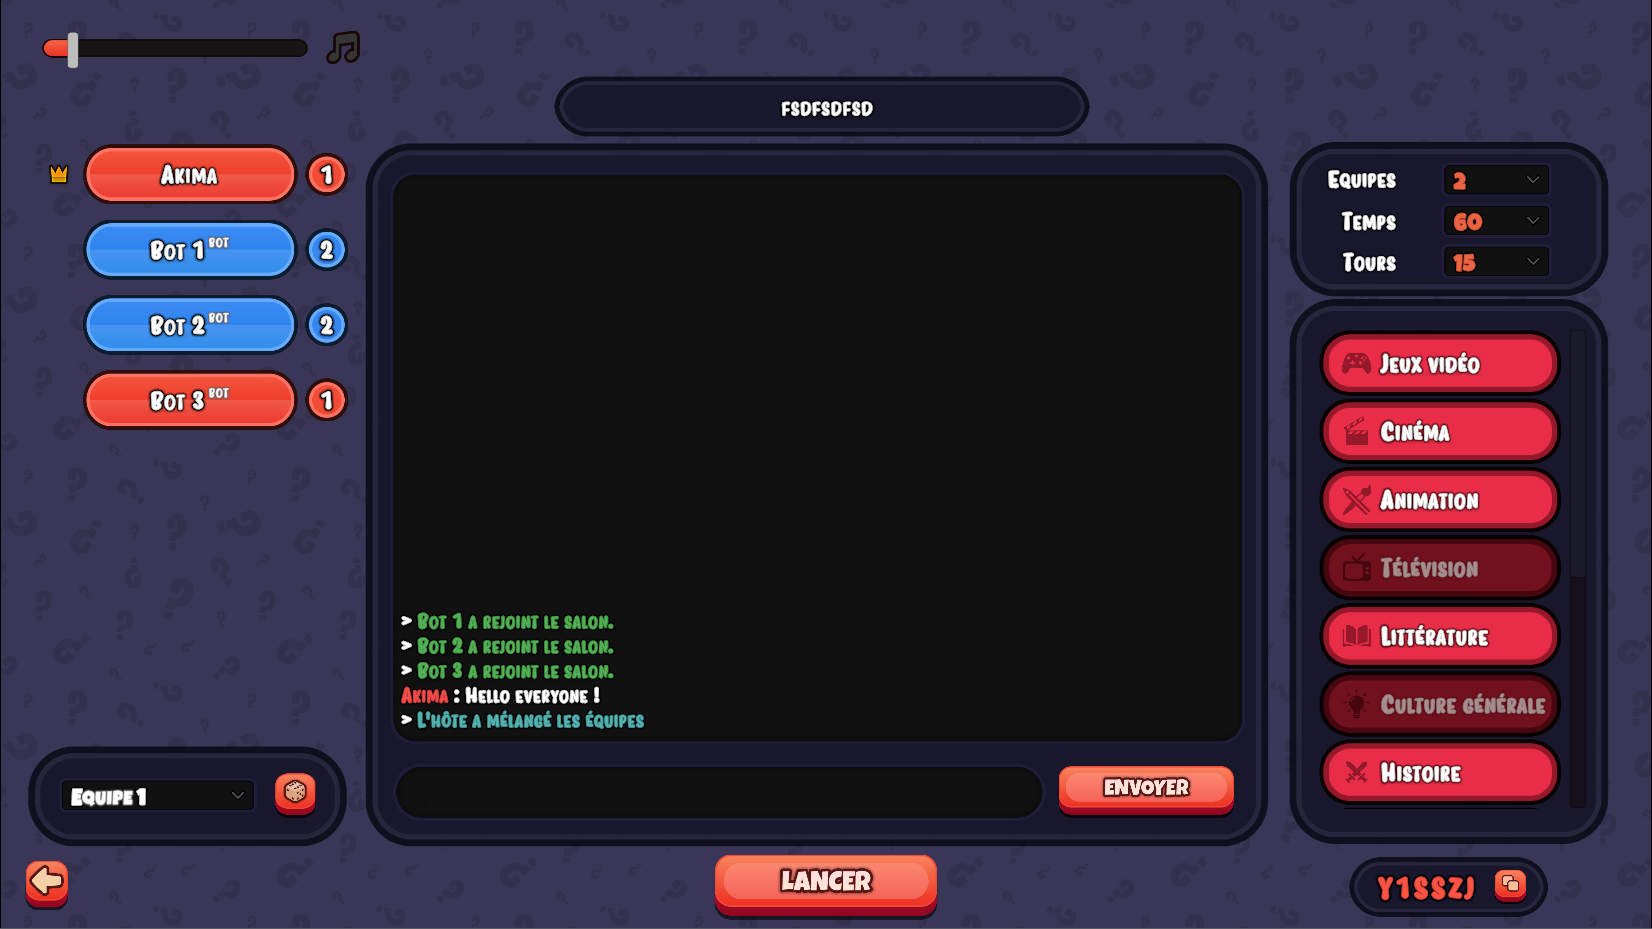 FSDFSDFSD
Akima
1
Bot 1 BOT
2
Bot 2 BOT
2
Bot 3 BOT
1
> Bot 1 a rejoint le salon.
> Bot 2 a rejoint le salon.
> Bot 3 a rejoint le salon.
Akima : Hello everyone !
> L'hôte a mélangé les équipes
ENVOYER
Equipe 1
LANCER
Equipes 2
Temps 60
Tours 15
Jeux vidéo
Cinéma
Animation
Télévision
Littérature
Culture générale
Histoire
Y1SSZJ